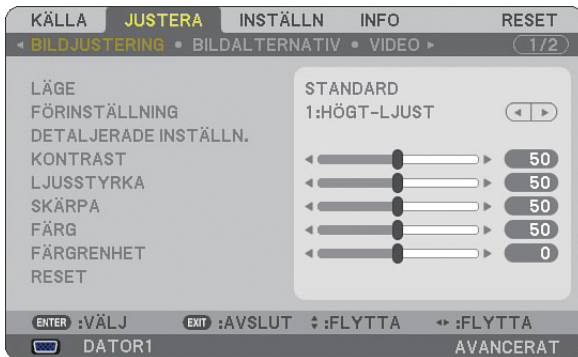 KÄLLA JUSTERA INSTÄLLN INFO RESET
BILDJUSTERING • BILDALTERNATIV • VIDEO 1/2
LÄGE STANDARD
FÖRINSTÄLLNING 1:HÖGT-LJUST
DETALJERADE INSTÄLLN.
KONTRAST 50
LJUSSTYRKA 50
SKÄRPA 50
FÄRG 50
FÄRGRENHET 0
RESET
ENTER :VÄLJ EXIT :AVSLUT :FLYTTA :FLYTTA
DATOR1 AVANCERAT